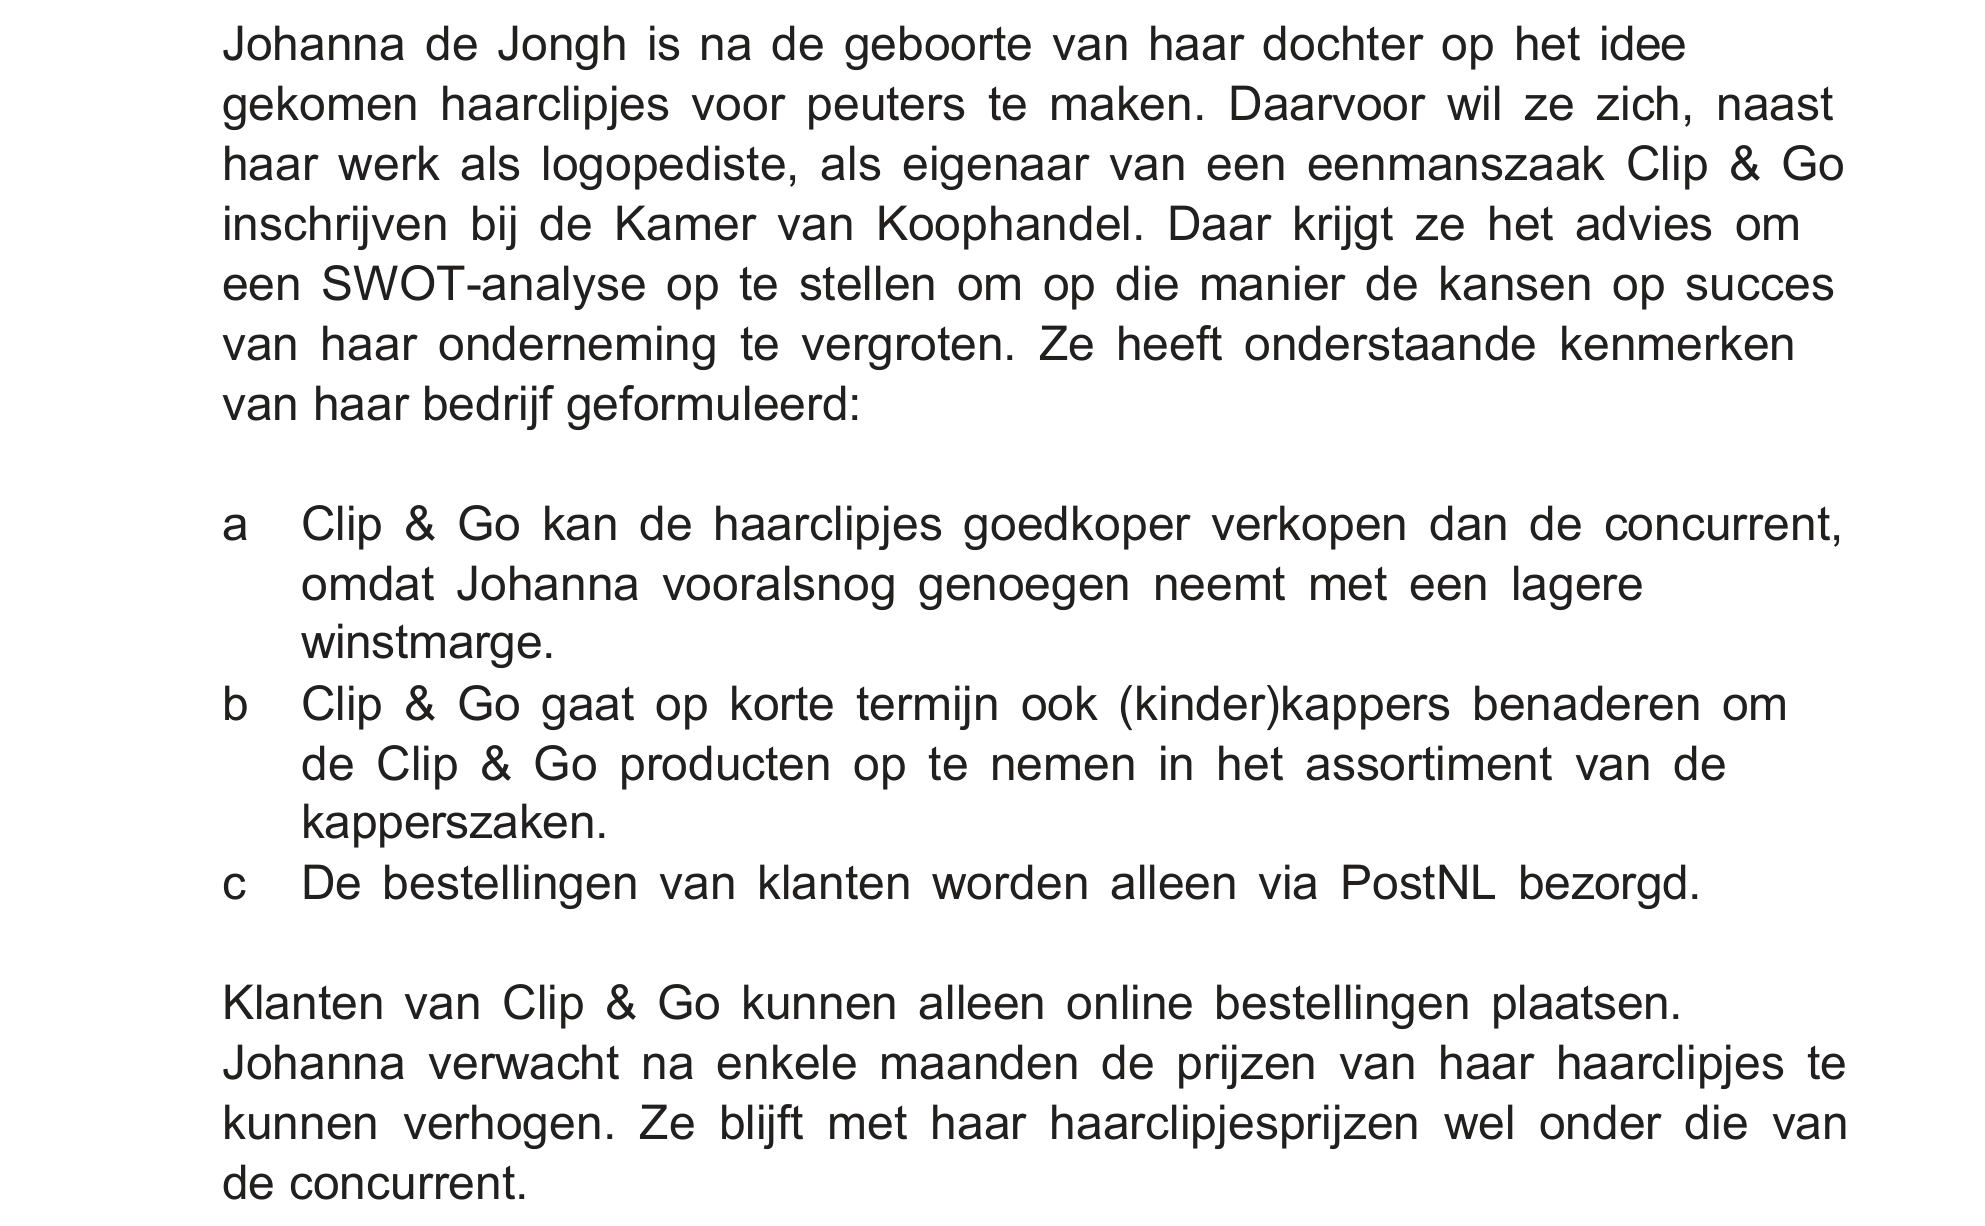 Johanna de Jongh is na de geboorte van haar dochter op het idee
gekomen haarclipjes voor peuters te maken. Daarvoor wil ze zich, naast
haar werk als logopediste, als eigenaar van een eenmanszaak Clip & Go
inschrijven bij de Kamer van Koophandel. Daar krijgt ze het advies om
een SWOT-analyse op te stellen om op die manier de kansen op succes
van haar onderneming te vergroten. Ze heeft onderstaande kenmerken
van haar bedrijf geformuleerd:
a Clip & Go kan de haarclipjes goedkoper verkopen dan de concurrent,
omdat Johanna vooralsnog genoegen neemt met een lagere
winstmarge.
b Clip & Go gaat op korte termijn ook (kinder)kappers benaderen om
de Clip & Go producten op te nemen in het assortiment van de
kapperszaken.
c De bestellingen van klanten worden alleen via PostNL bezorgd.
Klanten van Clip & Go kunnen alleen online bestellingen plaatsen.
Johanna verwacht na enkele maanden de prijzen van haar haarclipjes te
kunnen verhogen. Ze blijft met haar haarclipjesprijzen wel onder die van
de concurrent.